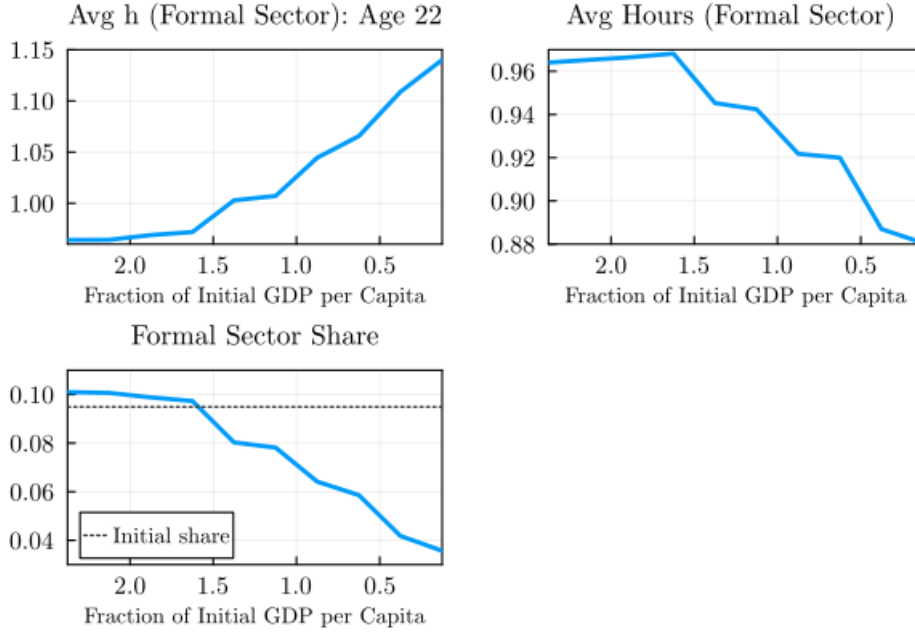 Avg h (Formal Sector): Age 22
1.15
1.10
1.05
1.00
2.0 1.5 1.0 0.5
Fraction of Initial GDP per Capita
Avg Hours (Formal Sector)
0.96
0.94
0.92
0.90
0.88
2.0 1.5 1.0 0.5
Fraction of Initial GDP per Capita
Formal Sector Share
0.10
0.08
0.06
0.04
Initial share
2.0 1.5 1.0 0.5
Fraction of Initial GDP per Capita